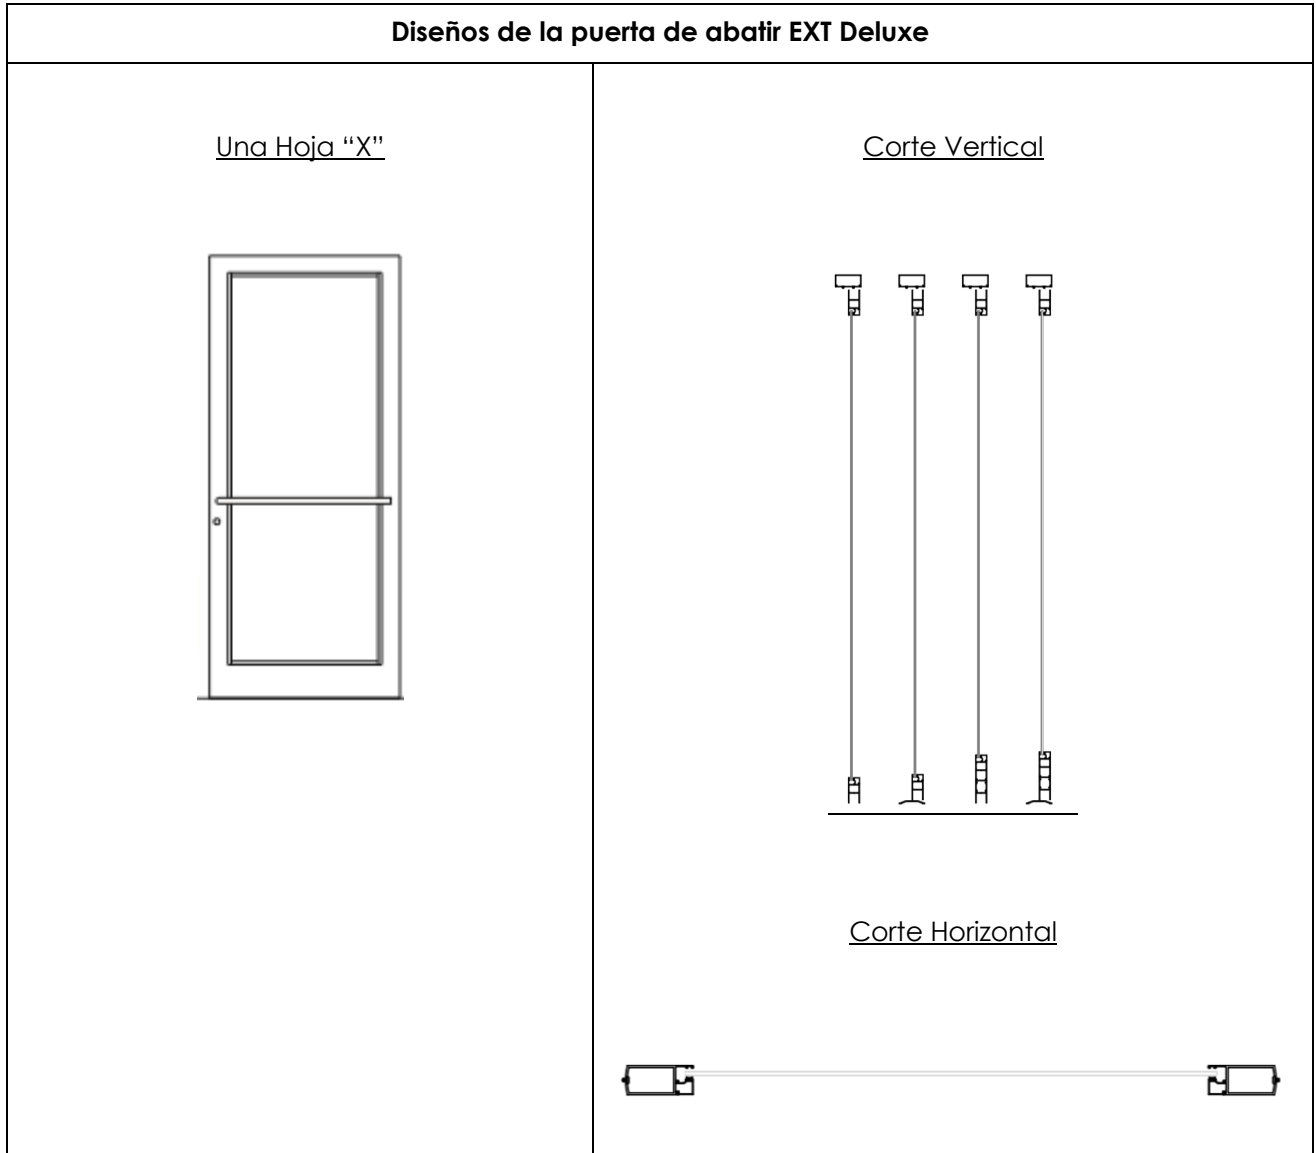 Diseños de la puerta de abatir EXT Deluxe
Una Hoja “X”
Corte Vertical
Corte Horizontal